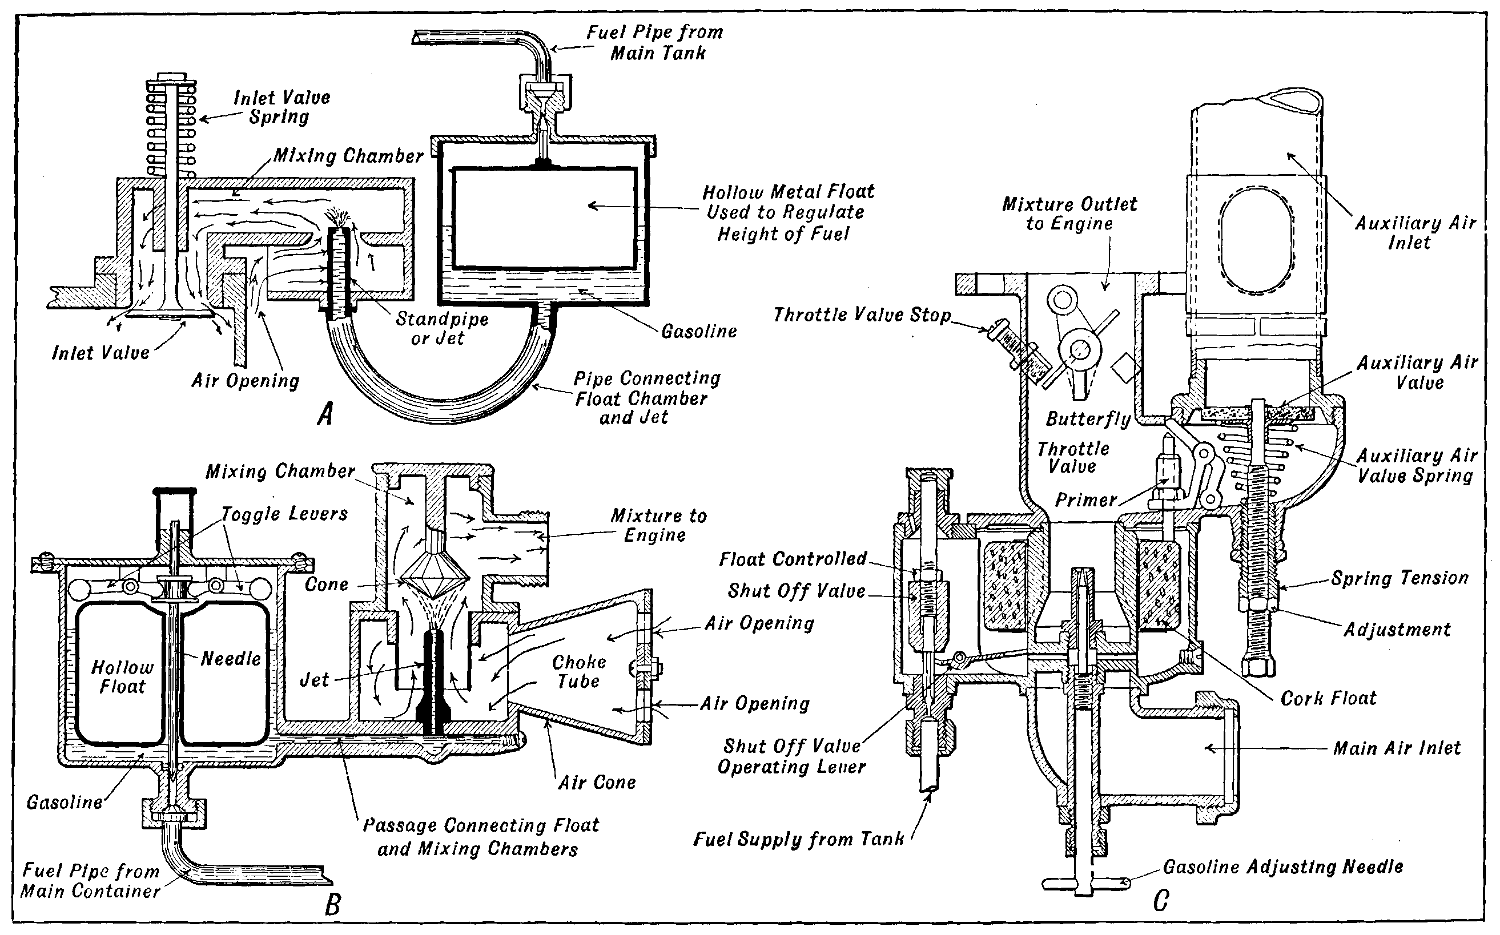 Fuel Pipe from
Main Tank
Inlet Valve
Spring
Mixing Chamber
Hollow Metal Float
Used to Regulate
Height of Fuel
Standpipe
or Jet
Gasoline
Inlet Valve
Air Opening
Pipe Connecting
Float Chamber
and Jet
A
Mixing Chamber
Toggle Levers
Mixture to
Engine
Cone
Air Opening
Hollow
Float
Needle
Choke
Tube
Jet
Air Opening
Gasoline
Air Cone
Passage Connecting Float
and Mixing Chambers
Fuel Pipe from
Main Container
B
Mixture Outlet
to Engine
Auxiliary Air
Inlet
Throttle Valve Stop
Auxiliary Air
Valve
Butterfly
Throttle
Valve
Auxiliary Air
Valve Spring
Primer
Float Controlled
Shut Off Valve
Spring Tension
Adjustment
Cork Float
Shut Off Valve
Operating Lever
Main Air Inlet
Fuel Supply from Tank
Gasoline Adjusting Needle
C